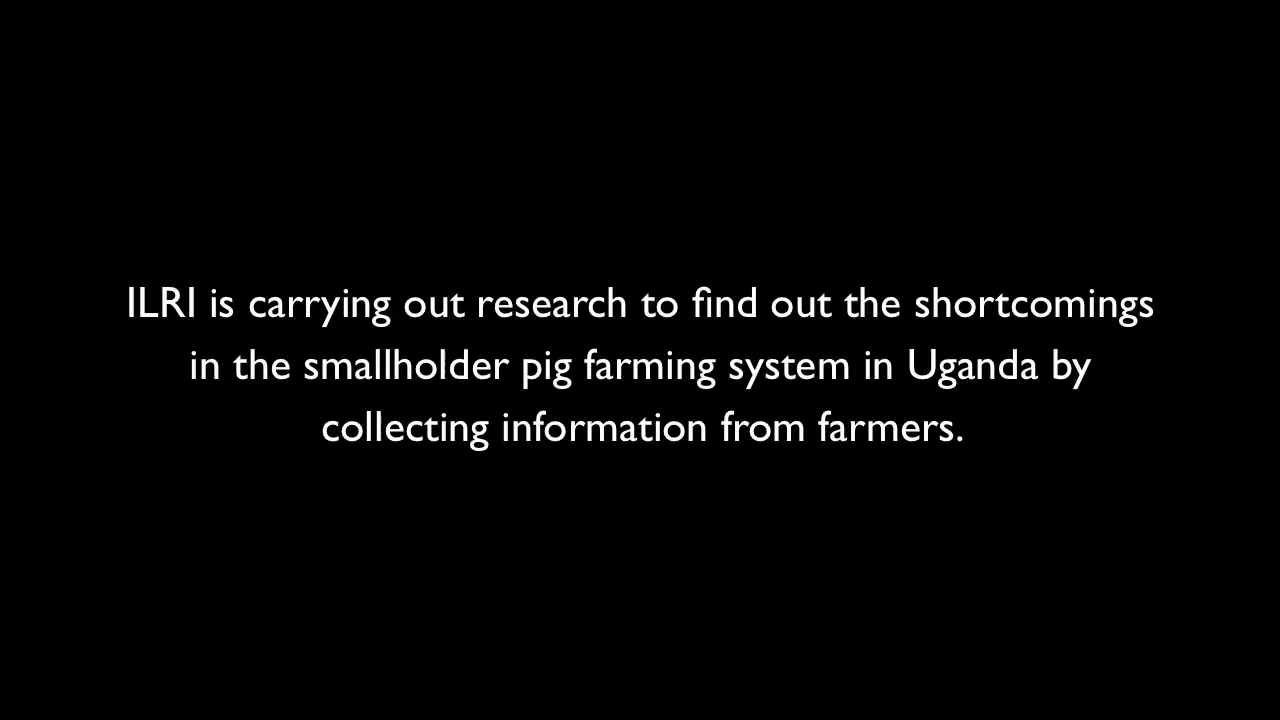 ILRI is carrying out research to find out the shortcomings
in the smallholder pig farming system in Uganda by
collecting information from farmers.